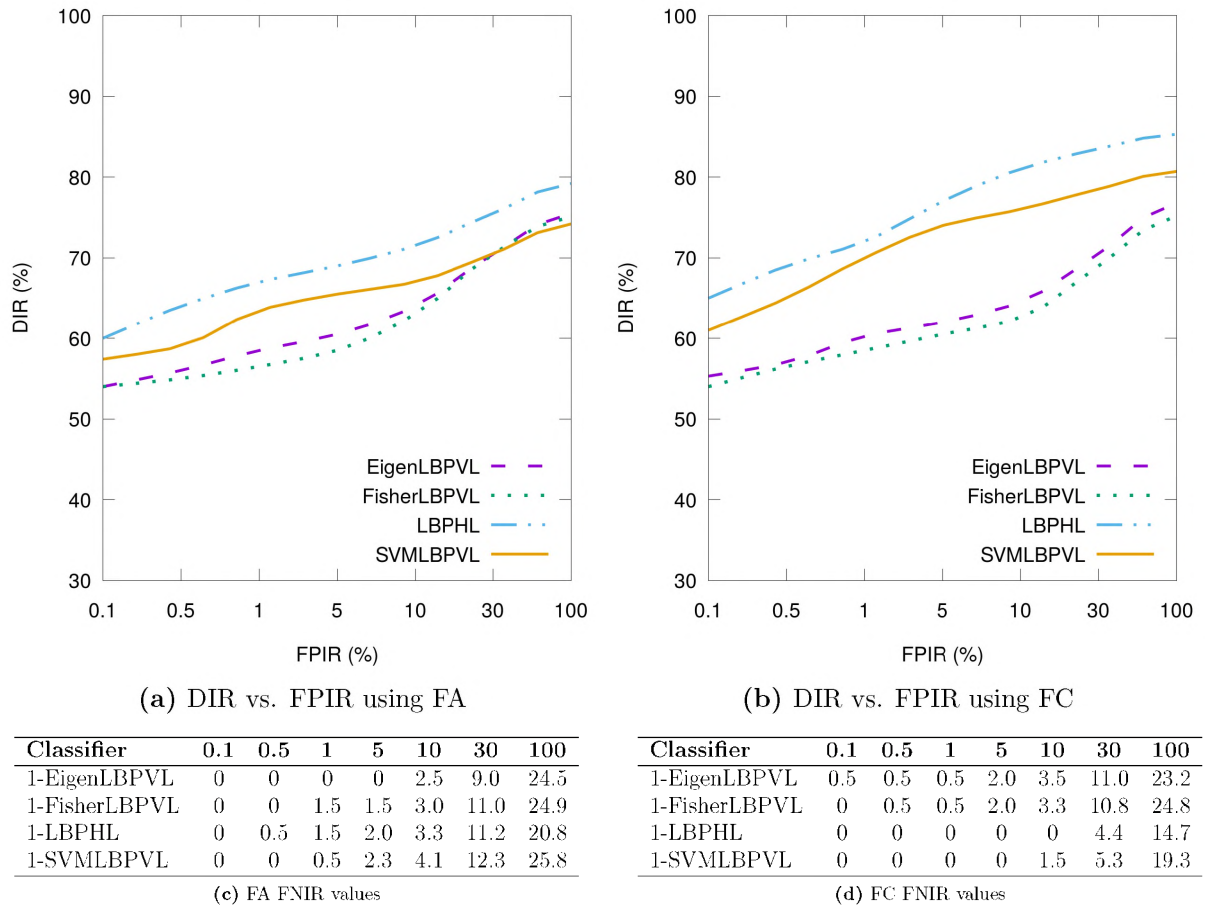 100
90
80
70
60
50
40
30
DIR (%)
EigenLBPVL
FisherLBPVL
LBPHL
SVMLBPVL
0.1 0.5 1 5 10 30 100
FPIR (%)
(a) DIR vs. FPIR using FA
100
90
80
70
60
50
40
30
DIR (%)
EigenLBPVL
FisherLBPVL
LBPHL
SVMLBPVL
0.1 0.5 1 5 10 30 100
FPIR (%)
(b) DIR vs. FPIR using FC
Classifier 0.1 0.5 1 5 10 30 100
1-EigenLBPVL 0 0 0 0 2.5 9.0 24.5
1-FisherLBPVL 0 0 1.5 1.5 3.0 11.0 24.9
1-LBPHL 0 0.5 1.5 2.0 3.3 11.2 20.8
1-SVMLBPVL 0 0 0.5 2.3 4.1 12.3 25.8
(c) FA FNIR values
Classifier 0.1 0.5 1 5 10 30 100
1-EigenLBPVL 0.5 0.5 0.5 2.0 3.5 11.0 23.2
1-FisherLBPVL 0 0.5 0.5 2.0 3.3 10.8 24.8
1-LBPHL 0 0 0 0 0 4.4 14.7
1-SVMLBPVL 0 0 0 0 1.5 5.3 19.3
(d) FC FNIR values